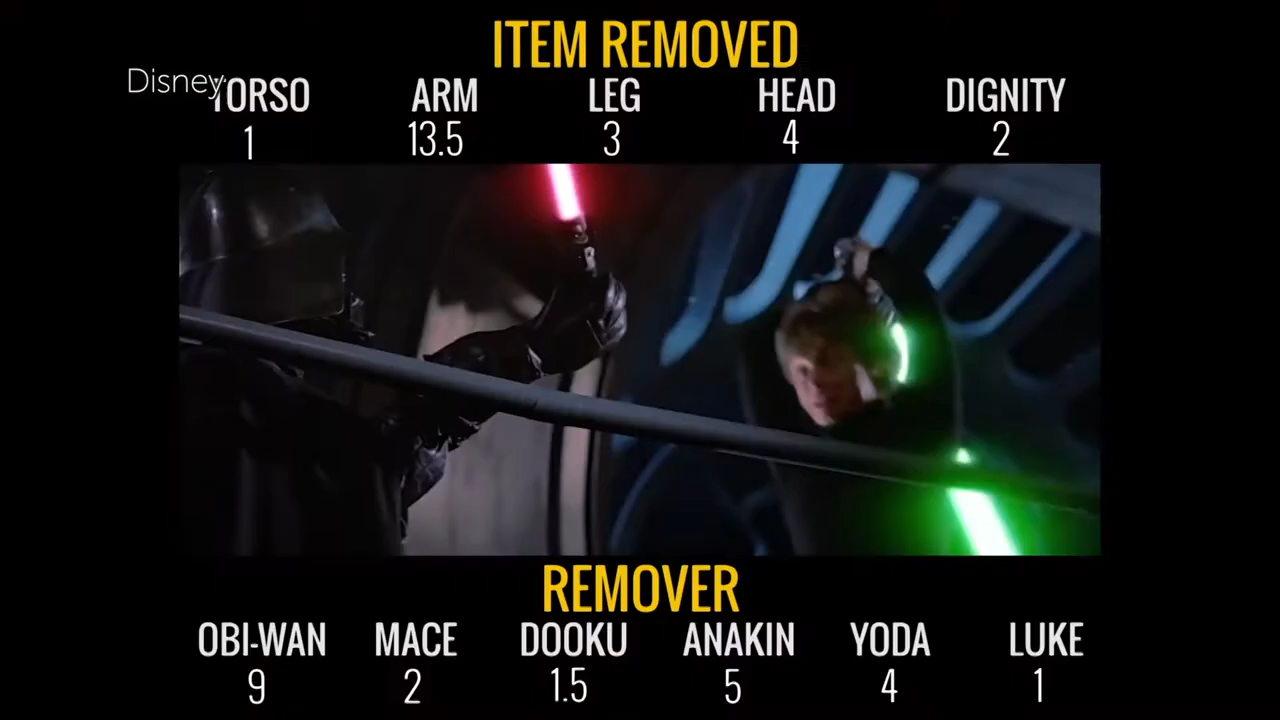 ITEM REMOVED
Disney
TORSO ARM LEG HEAD DIGNITY
1 13.5 3 4 2
REMOVER
OBI-WAN MACE DOOKU ANAKIN YODA LUKE
9 2 1.5 5 4 1